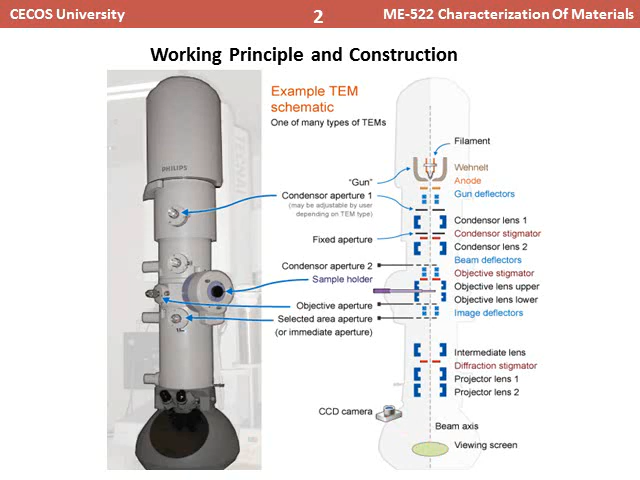 CECOS University
2
ME-522 Characterization Of Materials
Working Principle and Construction
Example TEM
schematic
One of many types of TEMs
PHILIPS
TECNAI
"Gun"
Condensor aperture 1
(may be adjustable by user
depending on TEM type)
Fixed aperture
Condensor aperture 2
Sample holder
Objective aperture
Selected area aperture
(or immediate aperture)
CCD camera
Filament
Wehnelt
Anode
Gun deflectors
Condensor lens 1
Condensor stigmator
Condensor lens 2
Beam deflectors
Objective stigmator
Objective lens upper
Objective lens lower
Image deflectors
Intermediate lens
Diffraction stigmator
Projector lens 1
Projector lens 2
Beam axis
Viewing screen